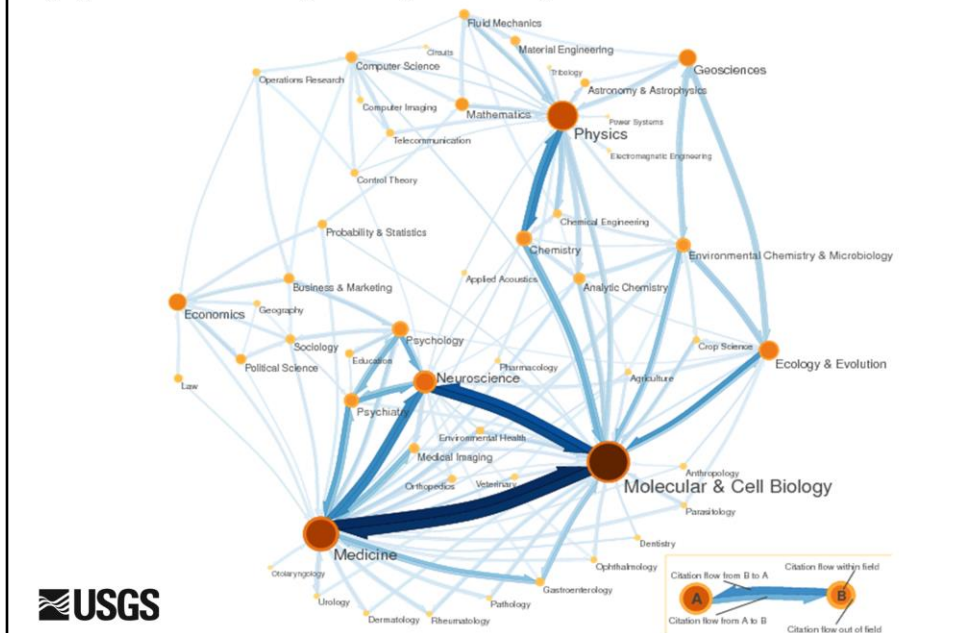 Fluid Mechanics
Circuits
Material Engineering
Computer Science
Geosciences
Operations Research
Tribology
Astronomy & Astrophysics
Computer Imaging
Mathematics
Power Systems
Physics
Telecommunication
Electromagnetic Engineering
Control Theory
Chemical Engineering
Probability & Statistics
Chemistry
Environmental Chemistry & Microbiology
Applied Acoustics
Analytic Chemistry
Business & Marketing
Geography
Economics
Psychology
Sociology
Crop Science
Education
Political Science
Ecology & Evolution
Pharmacology
Neuroscience
Agriculture
Law
Psychiatry
Environmental Health
Medical Imaging
Anthropology
Orthopedics
Veterinary
Molecular & Cell Biology
Parasitology
Dentistry
Medicine
Ophthalmology
Otolaryngology
Gastroenterology
Urology
Pathology
Dermatology
Rheumatology
USGS
Citation flow from B to A
Citation flow within field
A
B
Citation flow from A to B
Citation flow out of field